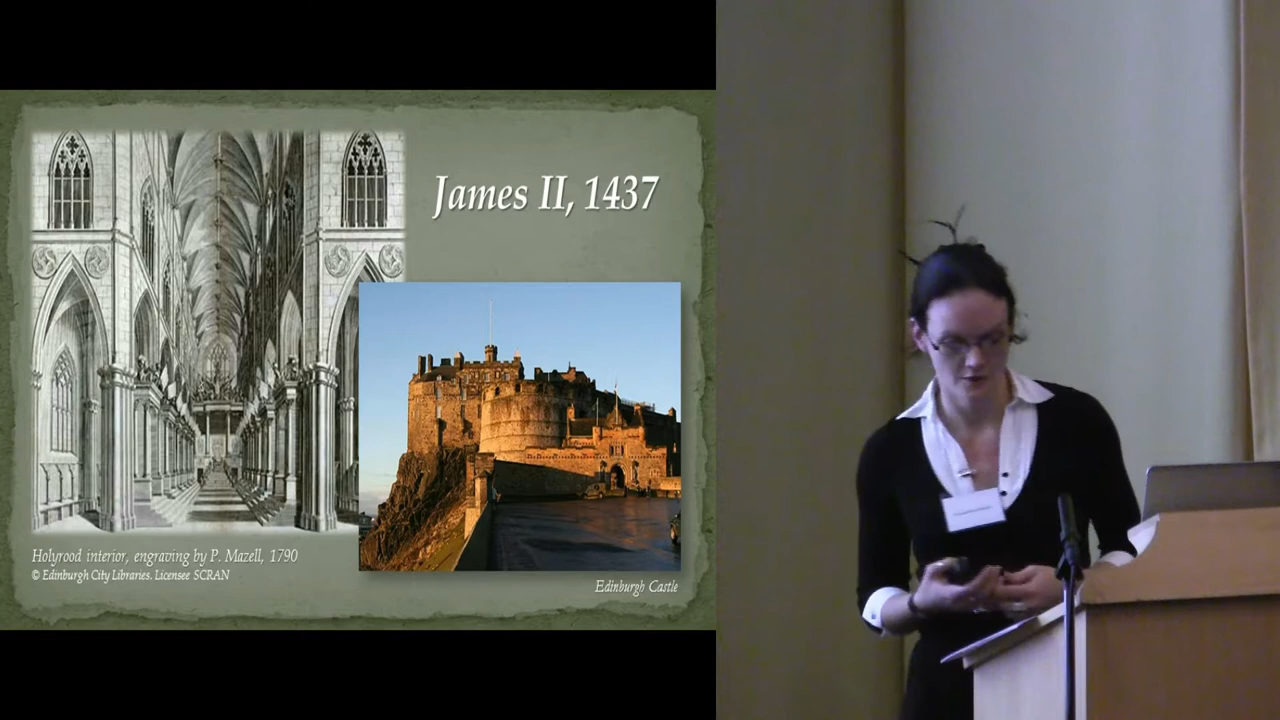 James II, 1437
Holyrood interior, engraving by P. Mazell, 1790
© Edinburgh City Libraries. Licensee SCRAN
Edinburgh Castle